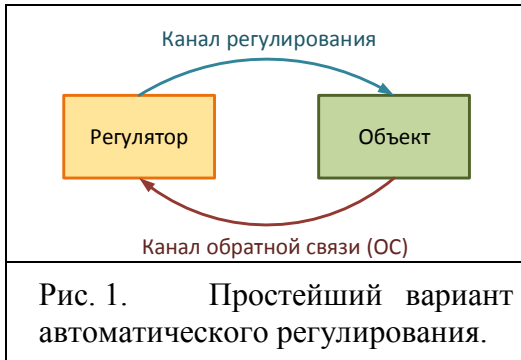 Канал регулирования
Регулятор
Объект
Канал обратной связи (ОС)
Рис. 1. Простейший вариант
автоматического регулирования.